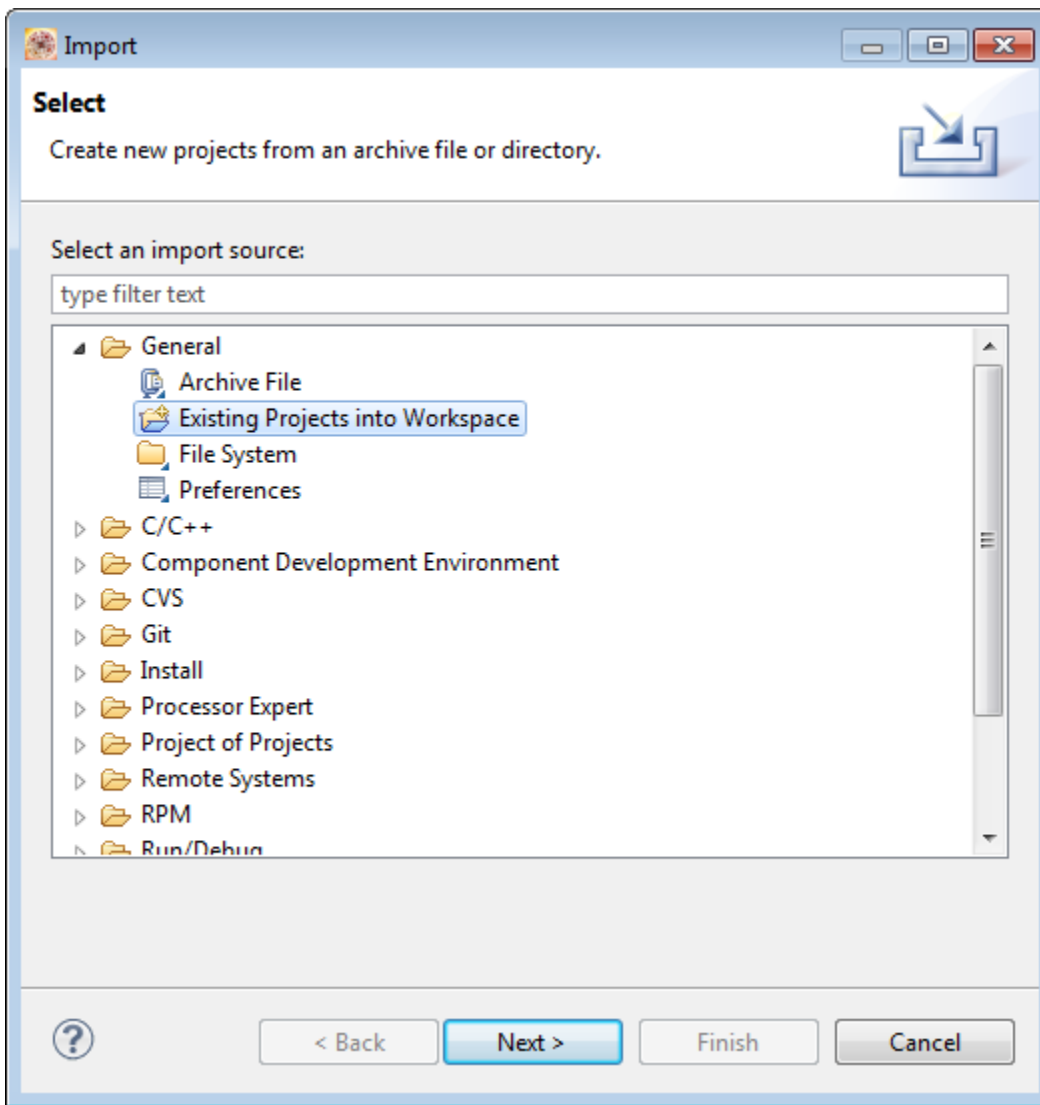 Import
Select
Create new projects from an archive file or directory.
Select an import source:
type filter text
General
Archive File
Existing Projects into Workspace
File System
Preferences
C/C++
Component Development Environment
CVS
Git
Install
Processor Expert
Project of Projects
Remote Systems
RPM
Run/Debug
?
< Back
Next >
Finish
Cancel